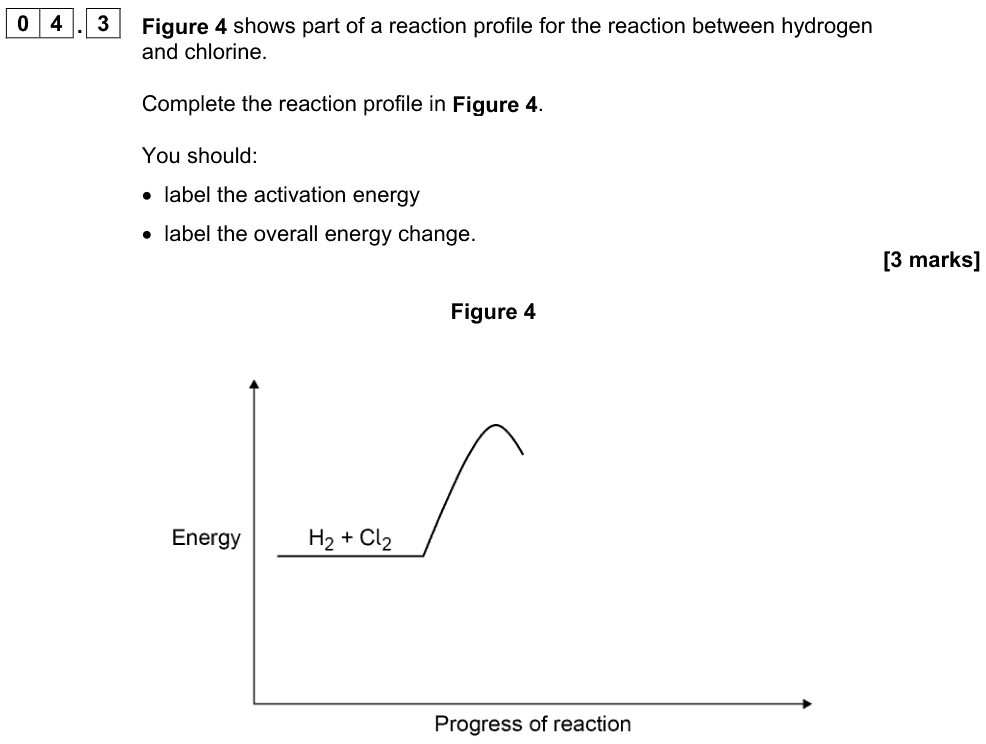 0 4 . 3 Figure 4 shows part of a reaction profile for the reaction between hydrogen
and chlorine.
Complete the reaction profile in Figure 4.
You should:
• label the activation energy
• label the overall energy change.
[3 marks]
Figure 4
Energy
H₂ + Cl₂
Progress of reaction